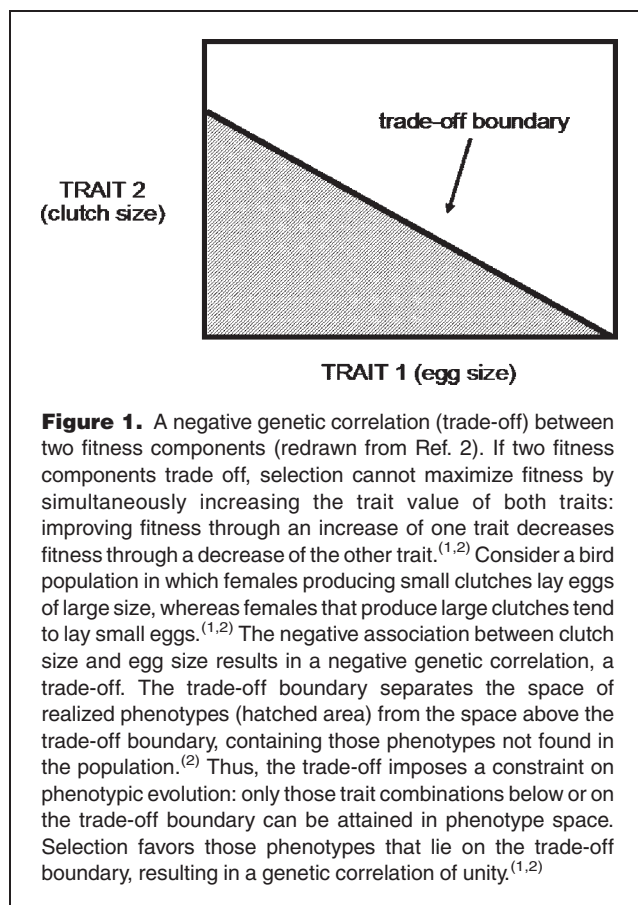 trade-off boundary
TRAIT 2
(clutch size)
TRAIT 1 (egg size)
Figure 1. A negative genetic correlation (trade-off) between
two fitness components (redrawn from Ref. 2). If two fitness
components trade off, selection cannot maximize fitness by
simultaneously increasing the trait value of both traits:
improving fitness through an increase of one trait decreases
fitness through a decrease of the other trait.(1,2) Consider a bird
population in which females producing small clutches lay eggs
of large size, whereas females that produce large clutches tend
to lay small eggs.(1,2) The negative association between clutch
size and egg size results in a negative genetic correlation, a
trade-off. The trade-off boundary separates the space of
realized phenotypes (hatched area) from the space above the
trade-off boundary, containing those phenotypes not found in
the population.(2) Thus, the trade-off imposes a constraint on
phenotypic evolution: only those trait combinations below or on
the trade-off boundary can be attained in phenotype space.
Selection favors those phenotypes that lie on the trade-off
boundary, resulting in a genetic correlation of unity.(1,2)